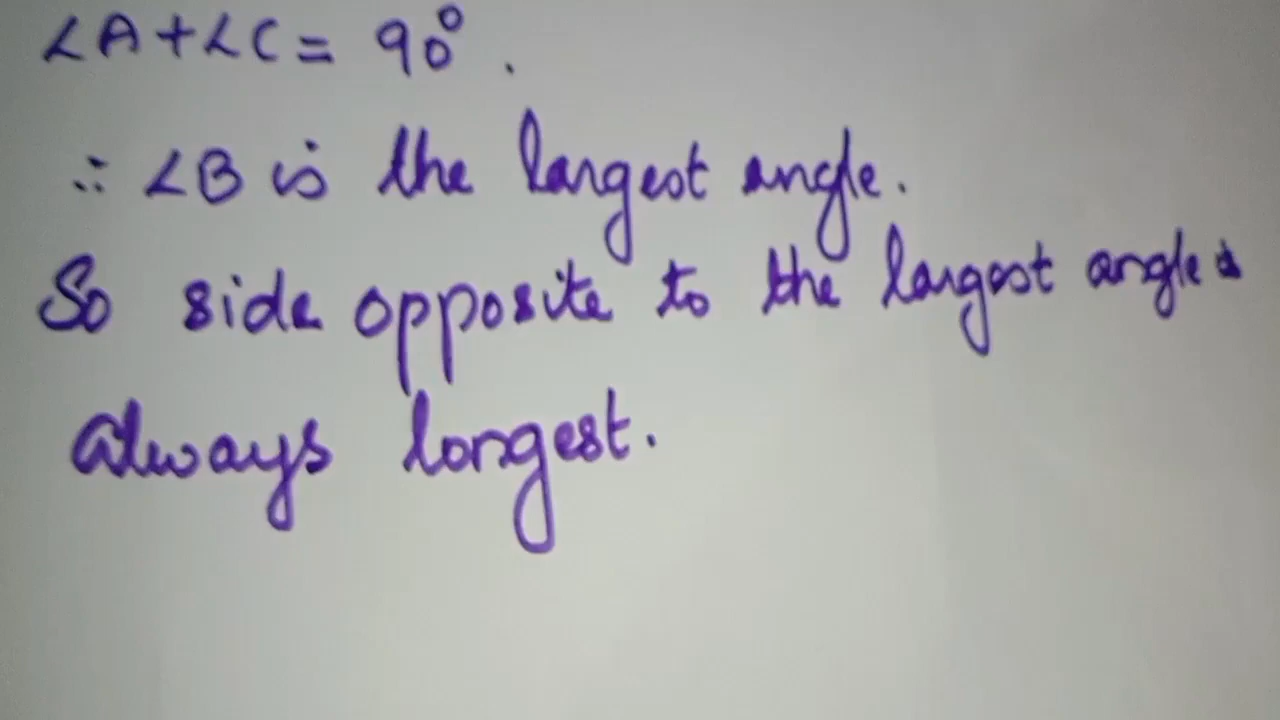 ∠A+∠C = 90°.
∴ ∠B is the largest angle.
So side opposite to the largest angle is
always longest.